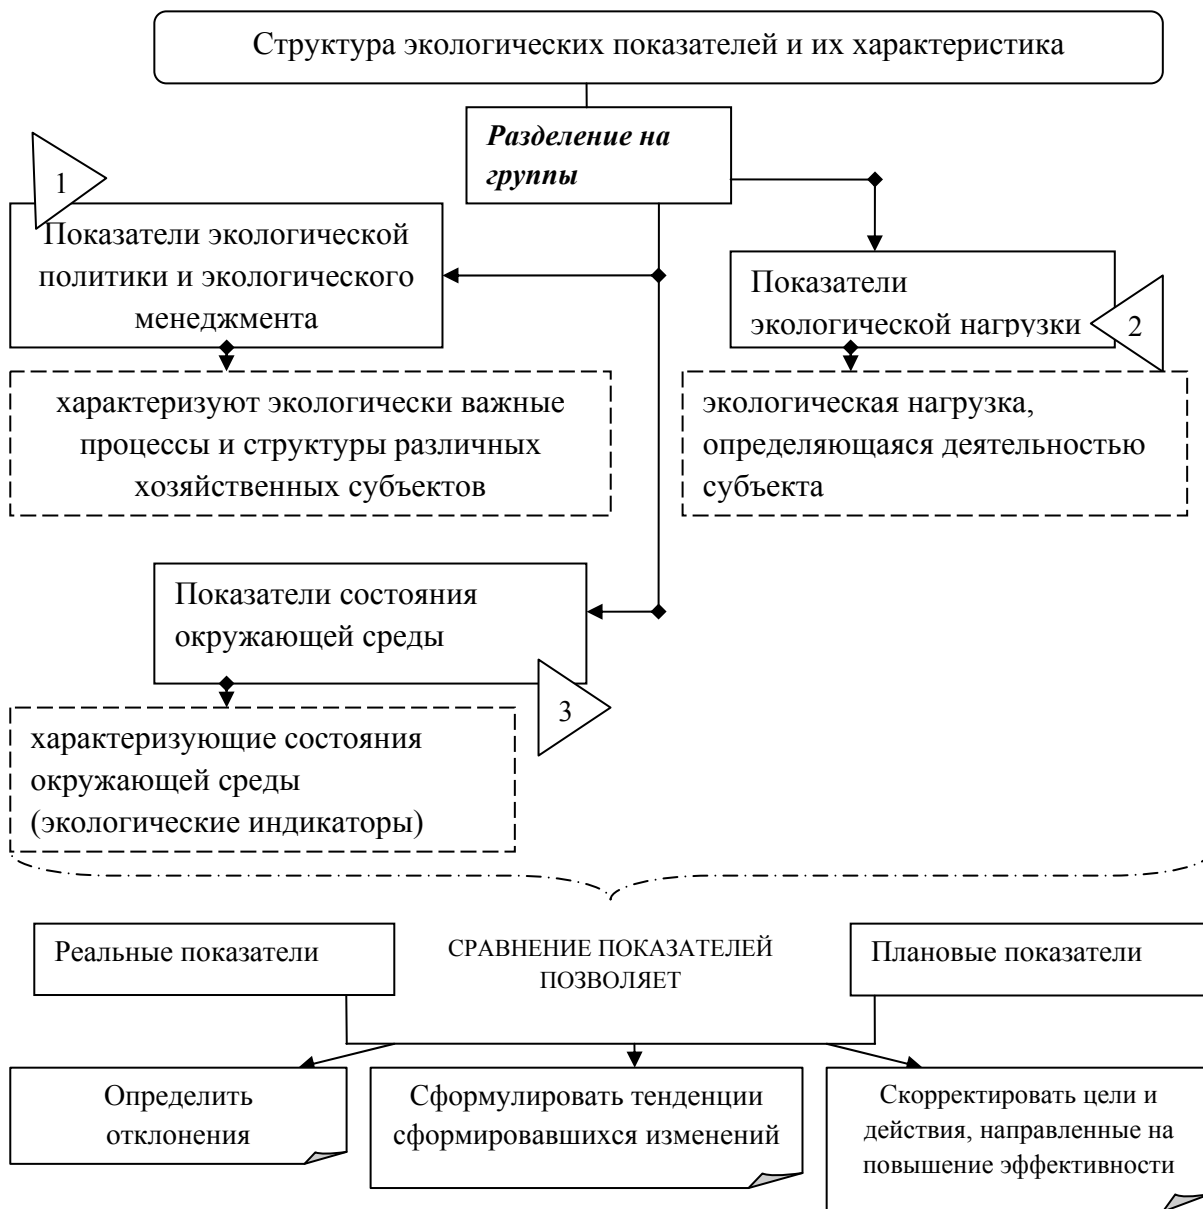 Структура экологических показателей и их характеристика
Разделение на
группы
1
Показатели экологической
политики и экологического
менеджмента
Показатели
экологической нагрузки
2
характеризуют экологически важные
процессы и структуры различных
хозяйственных субъектов
экологическая нагрузка,
определяющаяся деятельностью
субъекта
Показатели состояния
окружающей среды
3
характеризующие состояния
окружающей среды
(экологические индикаторы)
Реальные показатели
СРАВНЕНИЕ ПОКАЗАТЕЛЕЙ
ПОЗВОЛЯЕТ
Плановые показатели
Определить
отклонения
Сформулировать тенденции
сформировавшихся изменений
Скорректировать цели и
действия, направленные на
повышение эффективности